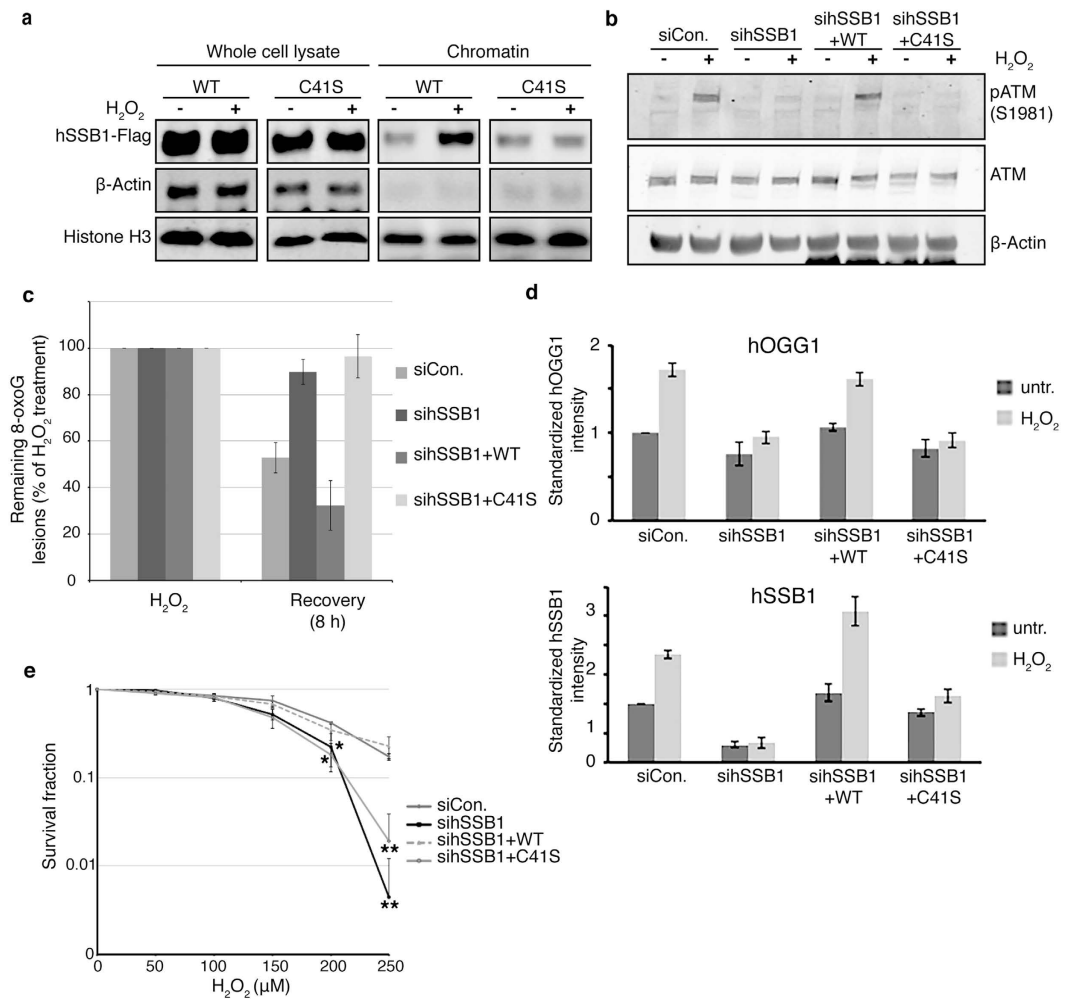 a
Whole cell lysate
Chromatin
WT
C41S
WT
C41S
H2O2
- + - + - + - +
hSSB1-Flag
β-Actin
Histone H3
b
siCon.
sihSSB1
sihSSB1
+WT
sihSSB1
+C41S
- + - + - + - +
H2O2
pATM
(S1981)
ATM
β-Actin
c
Remaining 8-oxoG
lesions (% of H2O2 treatment)
100
80
60
40
20
0
H2O2
Recovery
(8 h)
siCon.
sihSSB1
sihSSB1+WT
sihSSB1+C41S
d
hOGG1
Standardized hOGG1
intensity
2
1
0
siCon.
sihSSB1
sihSSB1
+WT
sihSSB1
+C41S
untr.
H2O2
hSSB1
Standardized hSSB1
intensity
3
2
1
0
siCon.
sihSSB1
sihSSB1
+WT
sihSSB1
+C41S
untr.
H2O2
e
Survival fraction
1
0.1
0.01
0
0
50
100
150
200
250
H2O2 (µM)
*
*
**
**
siCon.
sihSSB1
sihSSB1+WT
sihSSB1+C41S